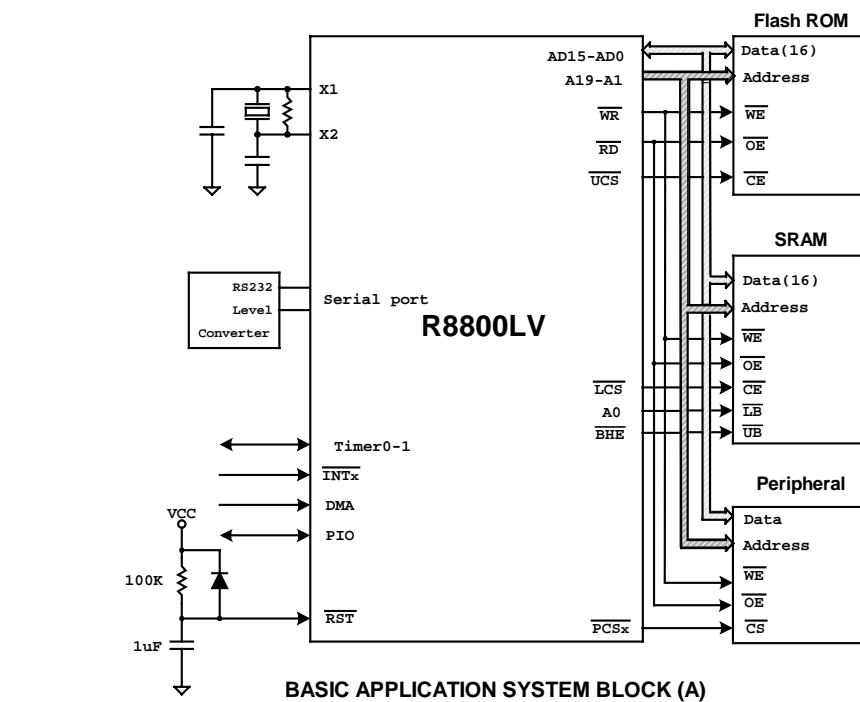 Flash ROM
AD15-AD0
Data(16)
A19-A1
Address
X1
WR
WE
X2
RD
OE
UCS
CE
SRAM
RS232
Level
Converter
Serial port
Data(16)
Address
R8800LV
WE
OE
LCS
CE
A0
LB
BHE
UB
Timer0-1
INTx
Peripheral
DMA
VCC
PIO
Data
Address
100K
WE
OE
RST
PCSx
CS
1uF
BASIC APPLICATION SYSTEM BLOCK (A)